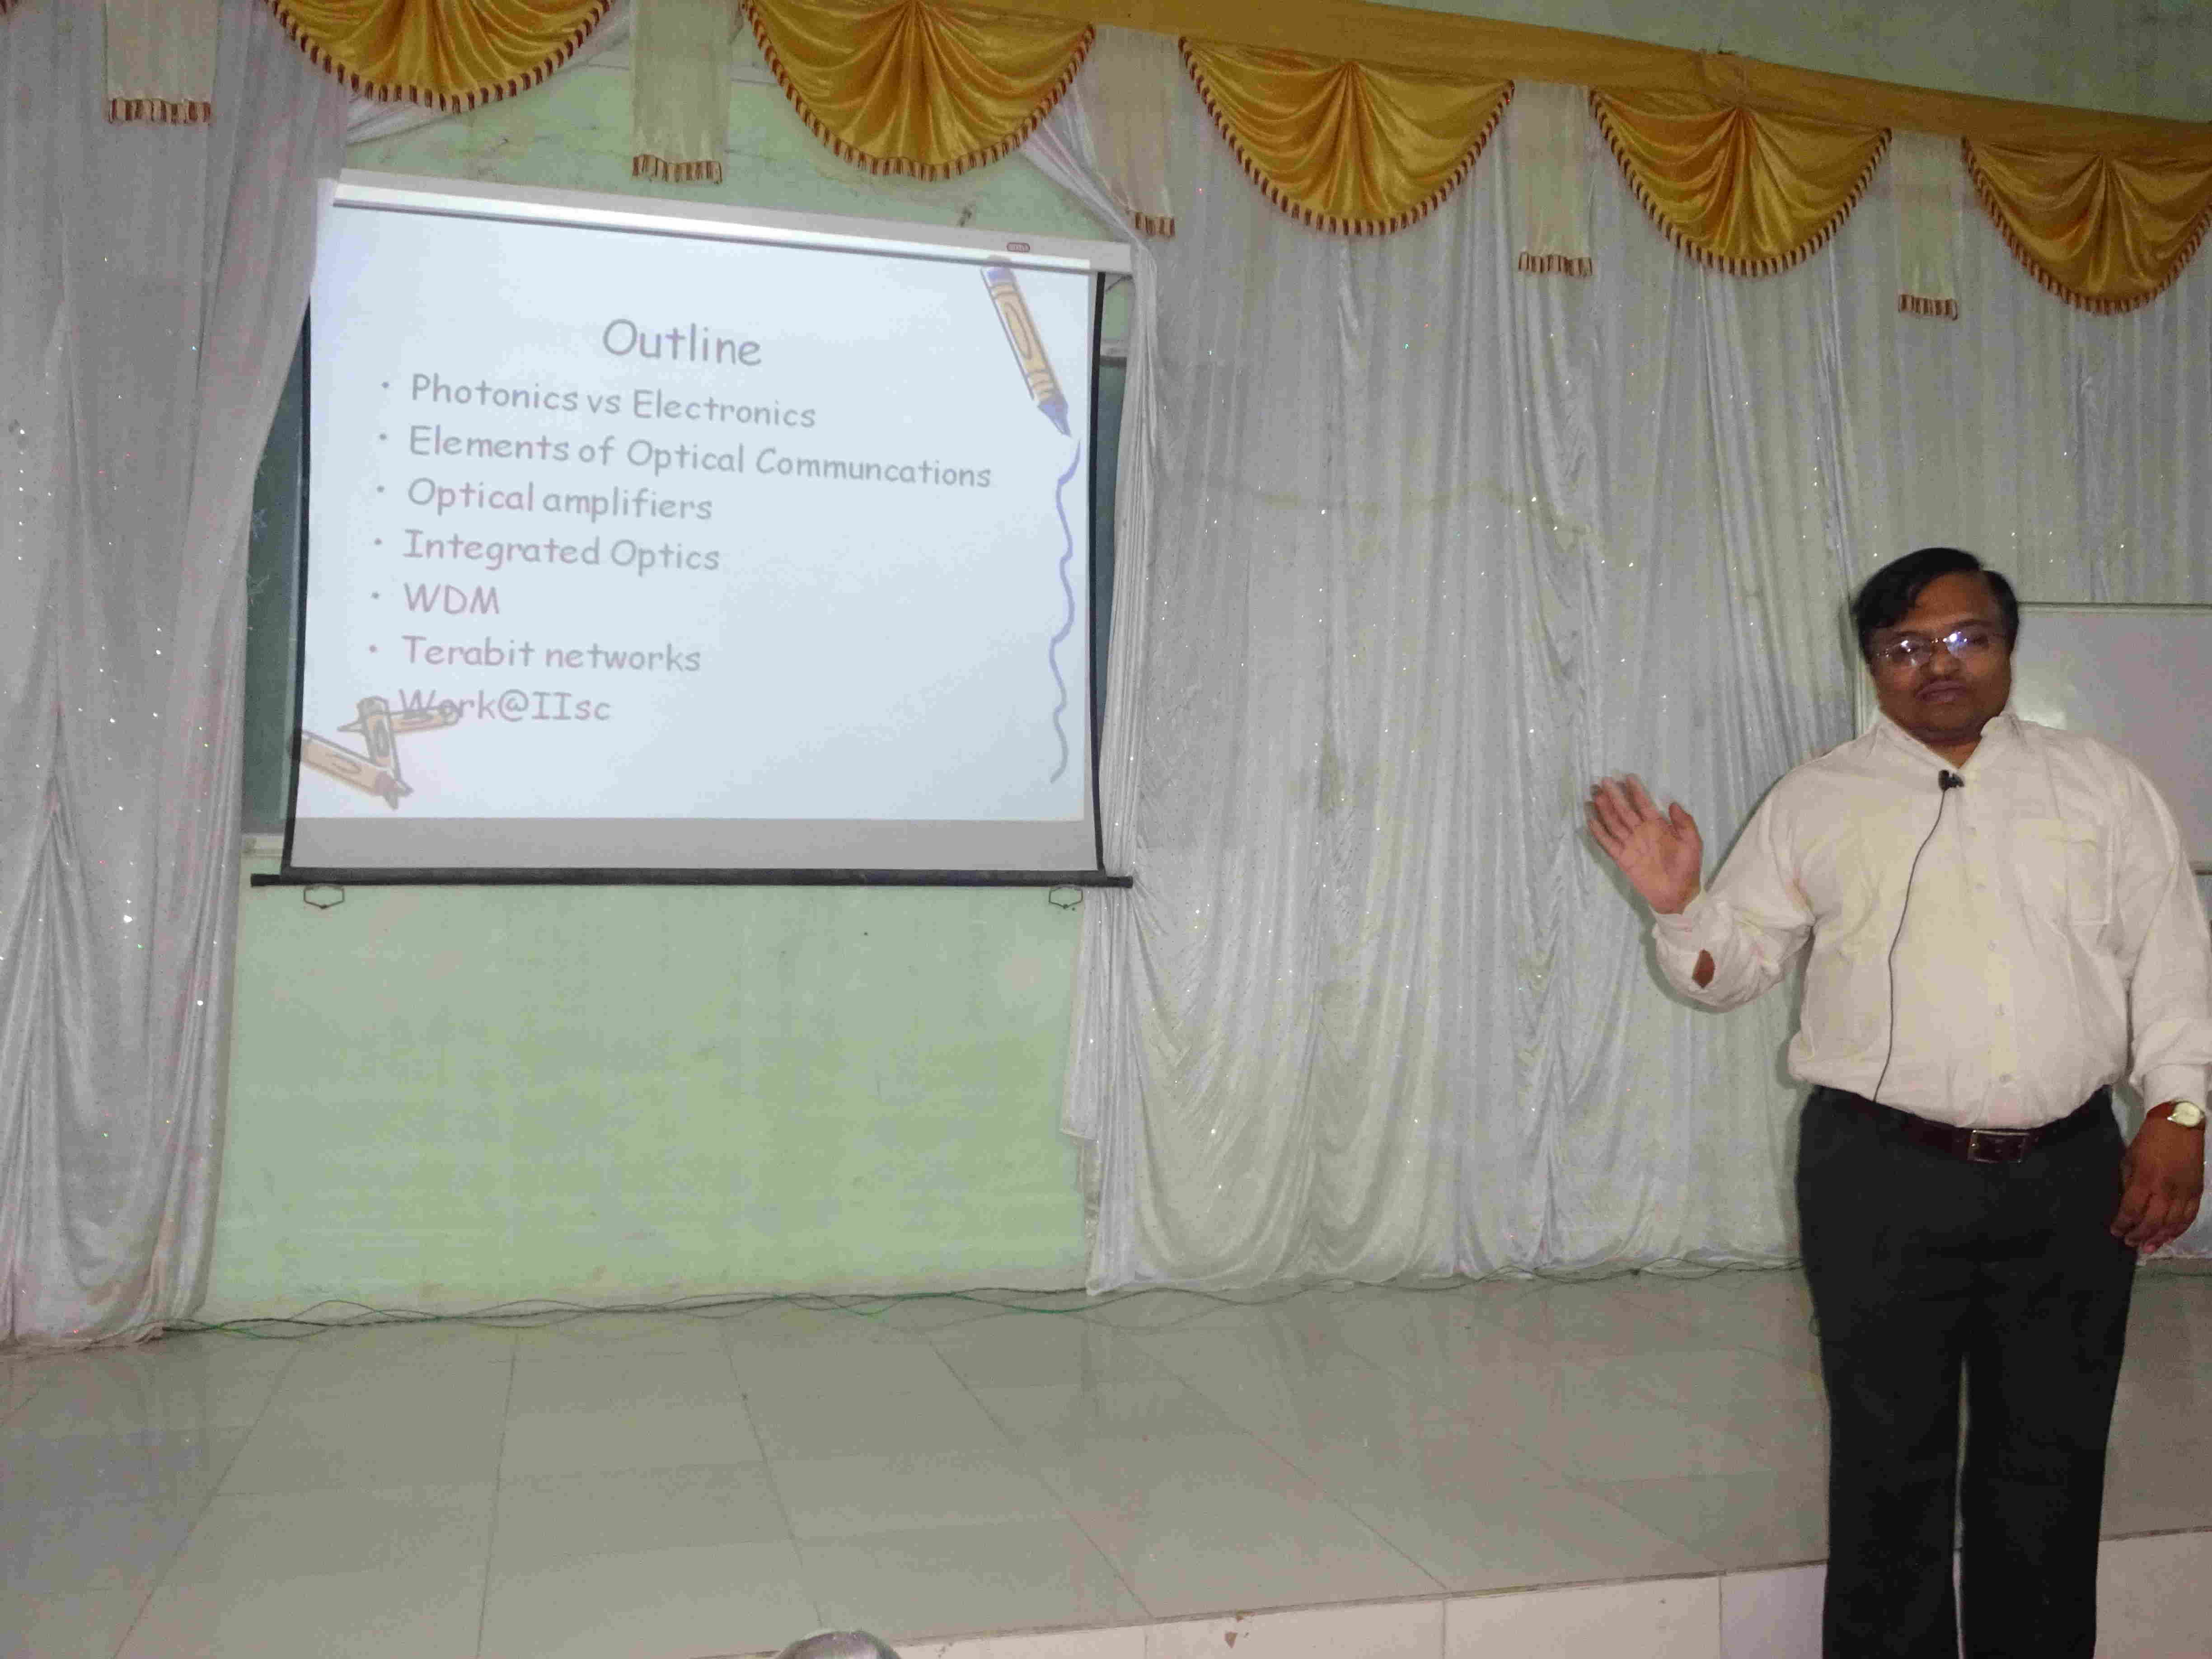 Outline
• Photonics vs Electronics
• Elements of Optical Communcations
• Optical amplifiers
• Integrated Optics
• WDM
• Terabit networks
Work@IIsc